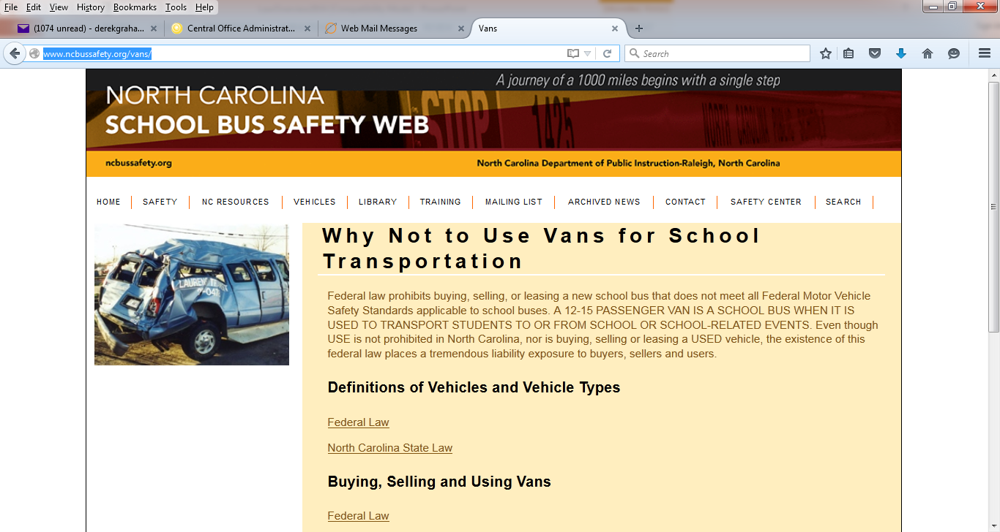 File Edit View History Bookmarks Tools Help
(1074 unread) - derekgraha...
Central Office Administrat...
Web Mail Messages
Vans
www.ncbussafety.org/vans/
Search
A journey of a 1000 miles begins with a single step
NORTH CAROLINA
SCHOOL BUS SAFETY WEB
STOP
1425
NORTH CAROLINA PUBLIC SCHOOLS
ncbussafety.org
North Carolina Department of Public Instruction-Raleigh, North Carolina
HOME SAFETY NC RESOURCES VEHICLES LIBRARY TRAINING MAILING LIST ARCHIVED NEWS CONTACT SAFETY CENTER SEARCH
Why Not to Use Vans for School
Transportation
Federal law prohibits buying, selling, or leasing a new school bus that does not meet all Federal Motor Vehicle
Safety Standards applicable to school buses. A 12-15 PASSENGER VAN IS A SCHOOL BUS WHEN IT IS
USED TO TRANSPORT STUDENTS TO OR FROM SCHOOL OR SCHOOL-RELATED EVENTS. Even though
USE is not prohibited in North Carolina, nor is buying, selling or leasing a USED vehicle, the existence of this
federal law places a tremendous liability exposure to buyers, sellers and users.
Definitions of Vehicles and Vehicle Types
Federal Law
North Carolina State Law
Buying, Selling and Using Vans
Federal Law